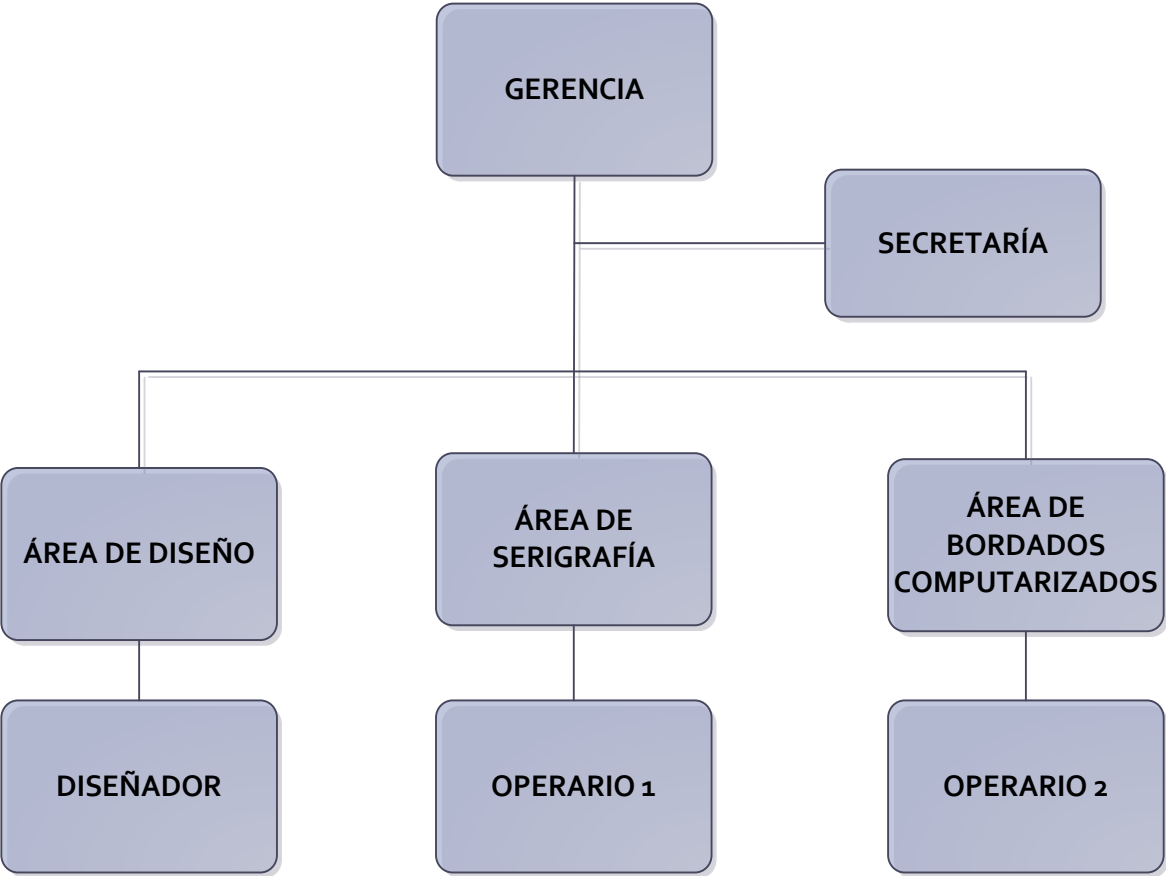 GERENCIA
SECRETARÍA
ÁREA DE DISEÑO
ÁREA DE
SERIGRAFÍA
ÁREA DE
BORDADOS
COMPUTARIZADOS
DISEÑADOR
OPERARIO 1
OPERARIO 2